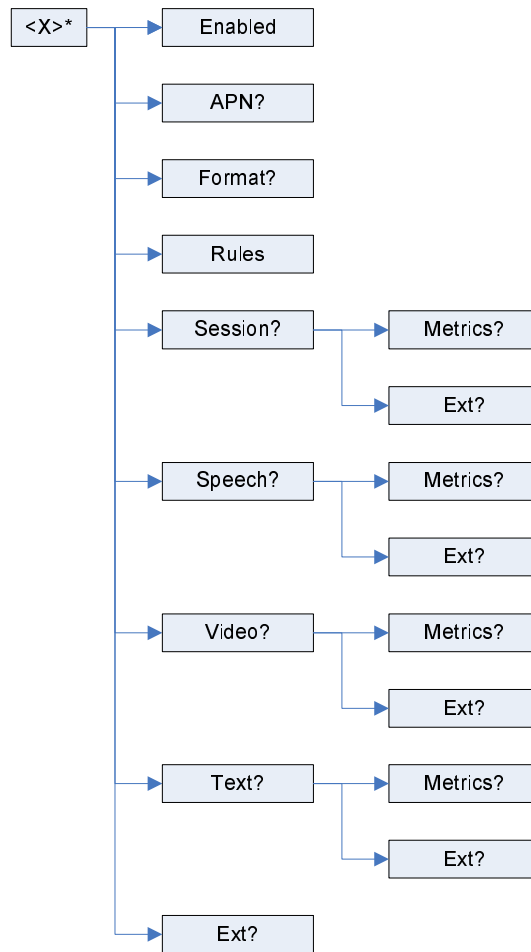 <X>*
Enabled
APN?
Format?
Rules
Session?
Metrics?
Ext?
Speech?
Metrics?
Ext?
Video?
Metrics?
Ext?
Text?
Metrics?
Ext?
Ext?